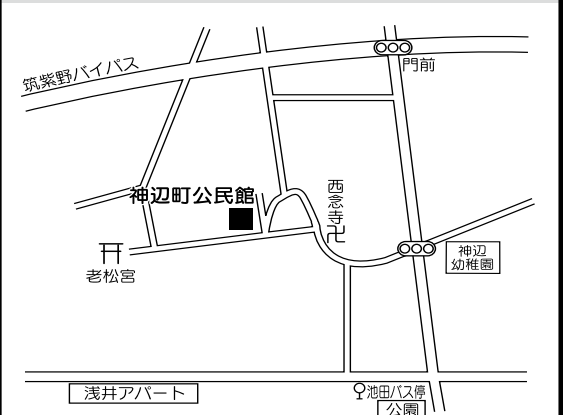 門前
筑紫野バイパス
神辺町公民館
西念寺
神辺
幼稚園
老松宮
浅井アパート
池田バス停
公園